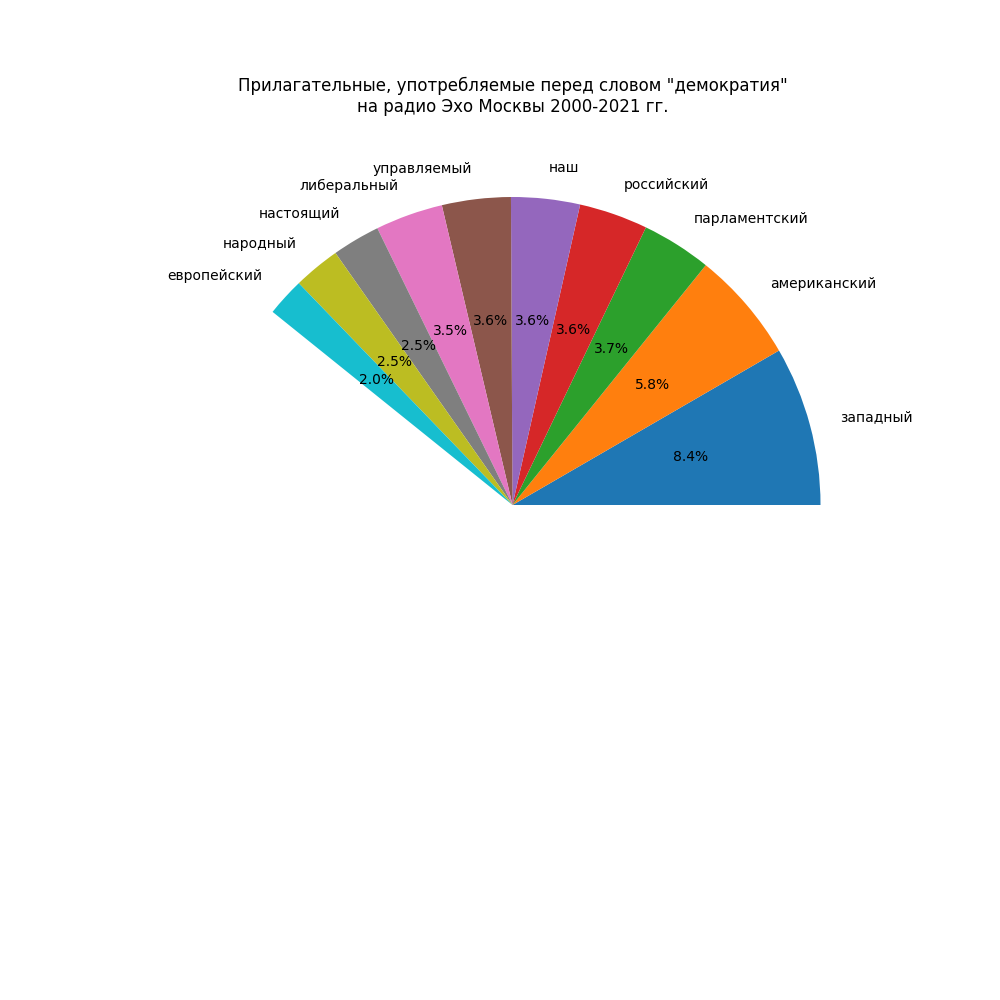 Прилагательные, употребляемые перед словом "демократия"
на радио Эхо Москвы 2000-2021 гг.
управляемый
наш
либеральный
российский
настоящий
парламентский
народный
европейский
американский
3.5%
3.6%
3.6%
3.6%
2.5%
3.7%
2.5%
2.0%
5.8%
западный
8.4%